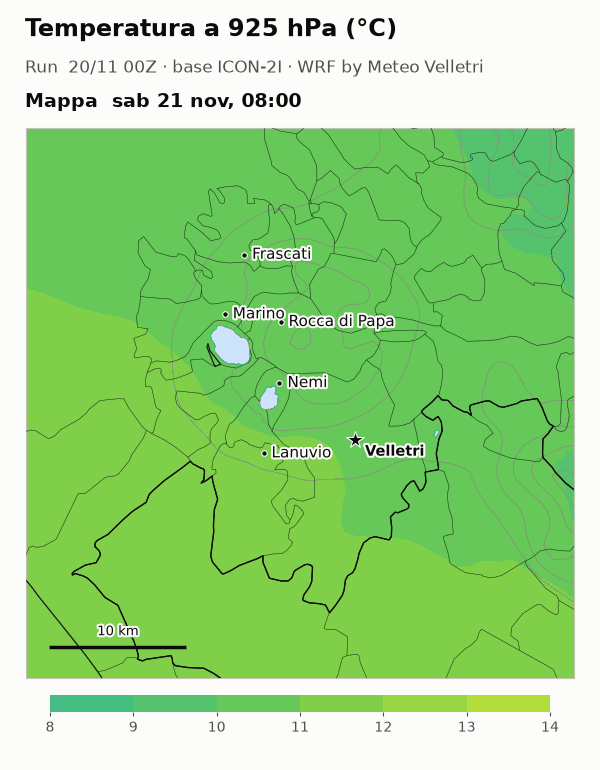 Temperatura a 925 hPa (°C)
Run  20/11 00Z · base ICON-2I · WRF by Meteo Velletri
Mappa  sab 21 nov, 08:00
Frascati
Marino
Rocca di Papa
Nemi
Velletri
Lanuvio
10 km
8 9 10 11 12 13 14